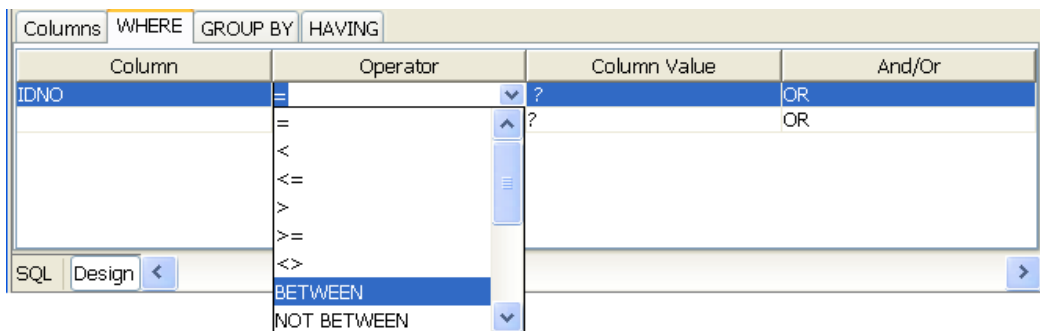 Columns WHERE GROUP BY HAVING
Column Operator Column Value And/Or
IDNO = ? OR
= ? OR
<
<=
>
>=
<>
SQL Design
BETWEEN
NOT BETWEEN